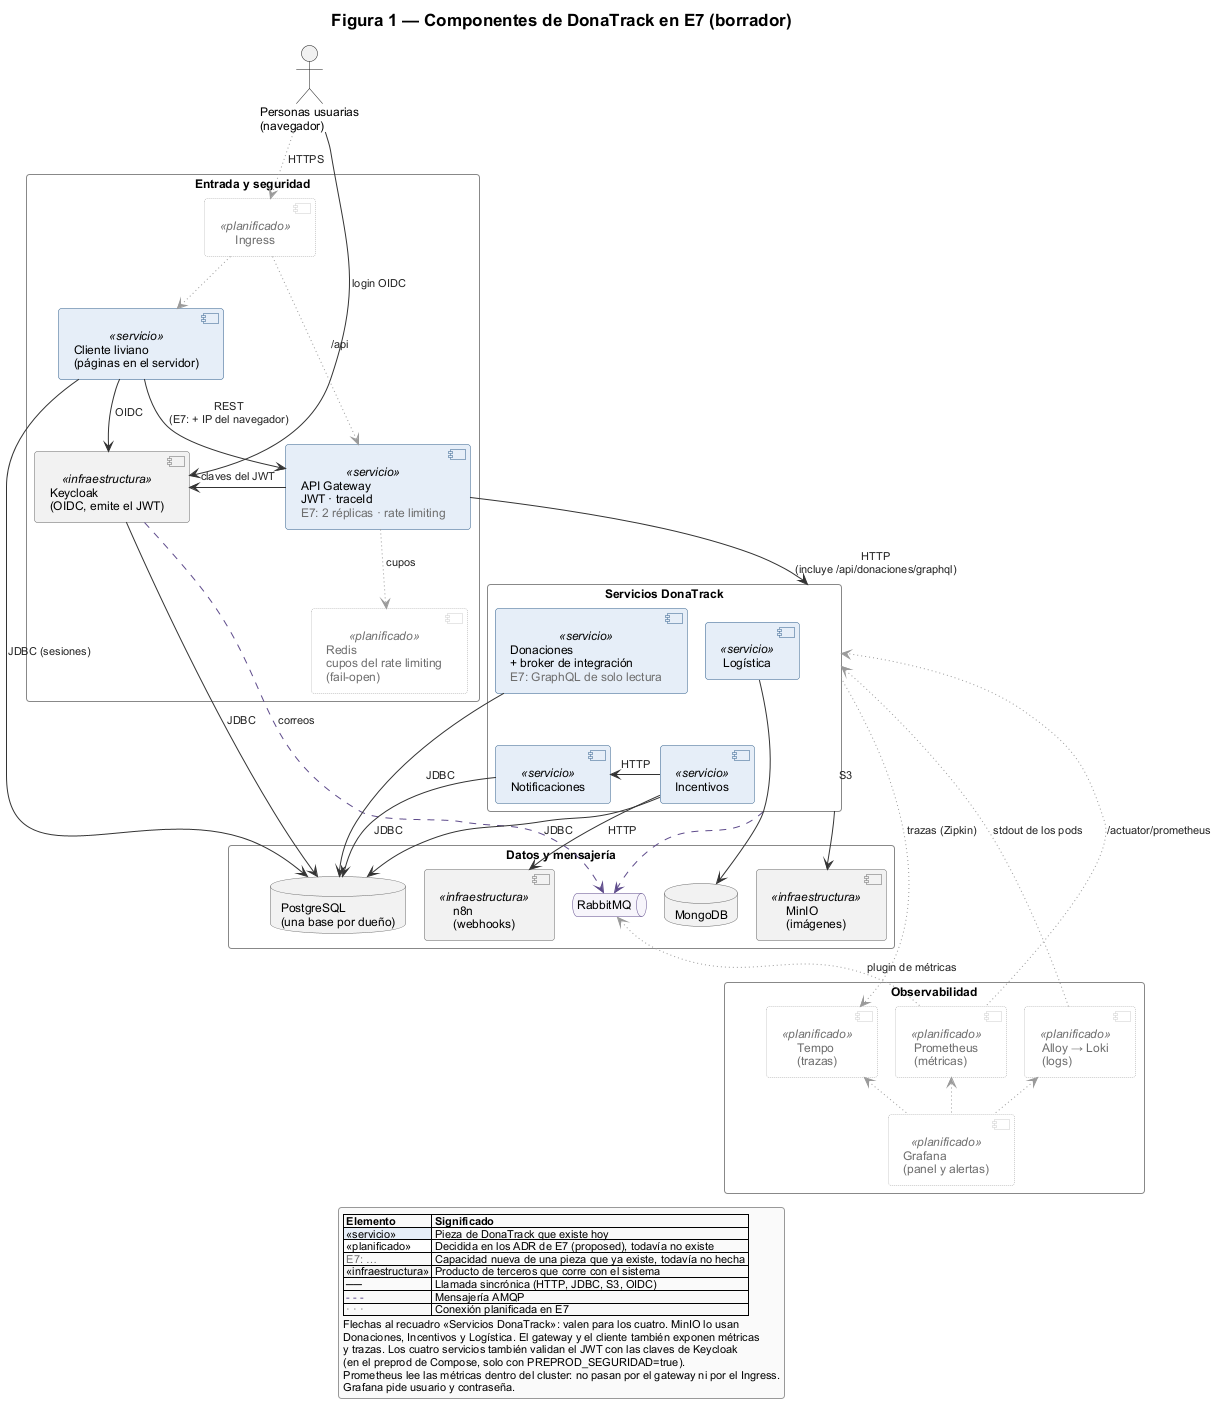 Figura 1 — Componentes de DonaTrack en E7 (borrador)
Personas usuarias
(navegador)
HTTPS
Entrada y seguridad
«planificado»
Ingress
login OIDC
/api
«servicio»
Cliente liviano
(páginas en el servidor)
OIDC
REST
(E7: + IP del navegador)
«infraestructura»
Keycloak
(OIDC, emite el JWT)
claves del JWT
«servicio»
API Gateway
JWT · traceId
E7: 2 réplicas · rate limiting
cupos
HTTP
(incluye /api/donaciones/graphql)
«planificado»
Redis
cupos del rate limiting
(fail-open)
Servicios DonaTrack
«servicio»
Donaciones
+ broker de integración
E7: GraphQL de solo lectura
«servicio»
Logística
JDBC (sesiones)
JDBC
correos
«servicio»
Notificaciones
HTTP
«servicio»
Incentivos
JDBC
S3
JDBC
JDBC
HTTP
trazas (Zipkin)
stdout de los pods
/actuator/prometheus
Datos y mensajería
PostgreSQL
(una base por dueño)
«infraestructura»
n8n
(webhooks)
RabbitMQ
MongoDB
«infraestructura»
MinIO
(imágenes)
plugin de métricas
Observabilidad
«planificado»
Tempo
(trazas)
«planificado»
Prometheus
(métricas)
«planificado»
Alloy → Loki
(logs)
«planificado»
Grafana
(panel y alertas)
Elemento Significado
«servicio» Pieza de DonaTrack que existe hoy
«planificado» Decidida en los ADR de E7 (proposed), todavía no existe
E7: ... Capacidad nueva de una pieza que ya existe, todavía no hecha
«infraestructura» Producto de terceros que corre con el sistema
── Llamada sincrónica (HTTP, JDBC, S3, OIDC)
- - - Mensajería AMQP
· · · Conexión planificada en E7
Flechas al recuadro «Servicios DonaTrack»: valen para los cuatro. MinIO lo usan
Donaciones, Incentivos y Logística. El gateway y el cliente también exponen métricas
y trazas. Los cuatro servicios también validan el JWT con las claves de Keycloak
(en el preprod de Compose, solo con PREPROD_SEGURIDAD=true).
Prometheus lee las métricas dentro del cluster: no pasan por el gateway ni por el Ingress.
Grafana pide usuario y contraseña.